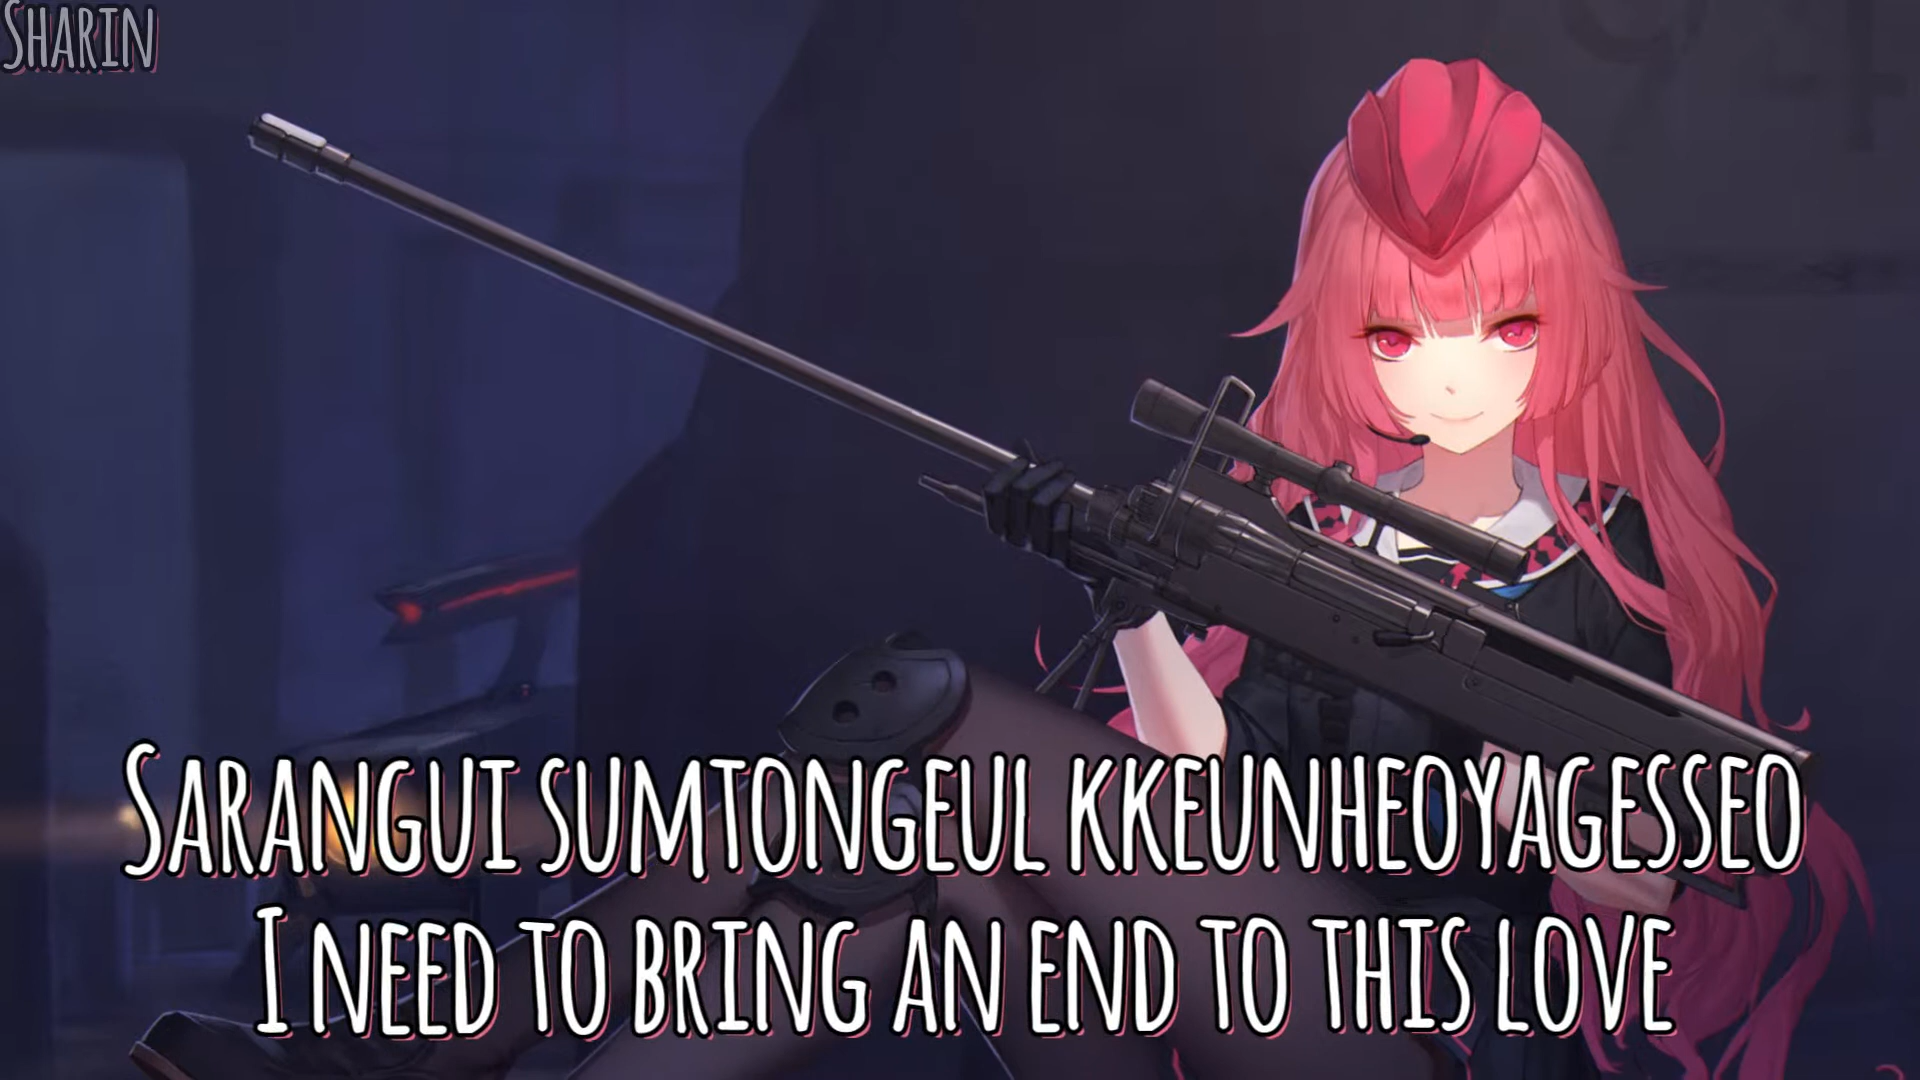 Sharin
Sarangui sumtongeul kkeunheoyagesseo
I need to bring an end to this love